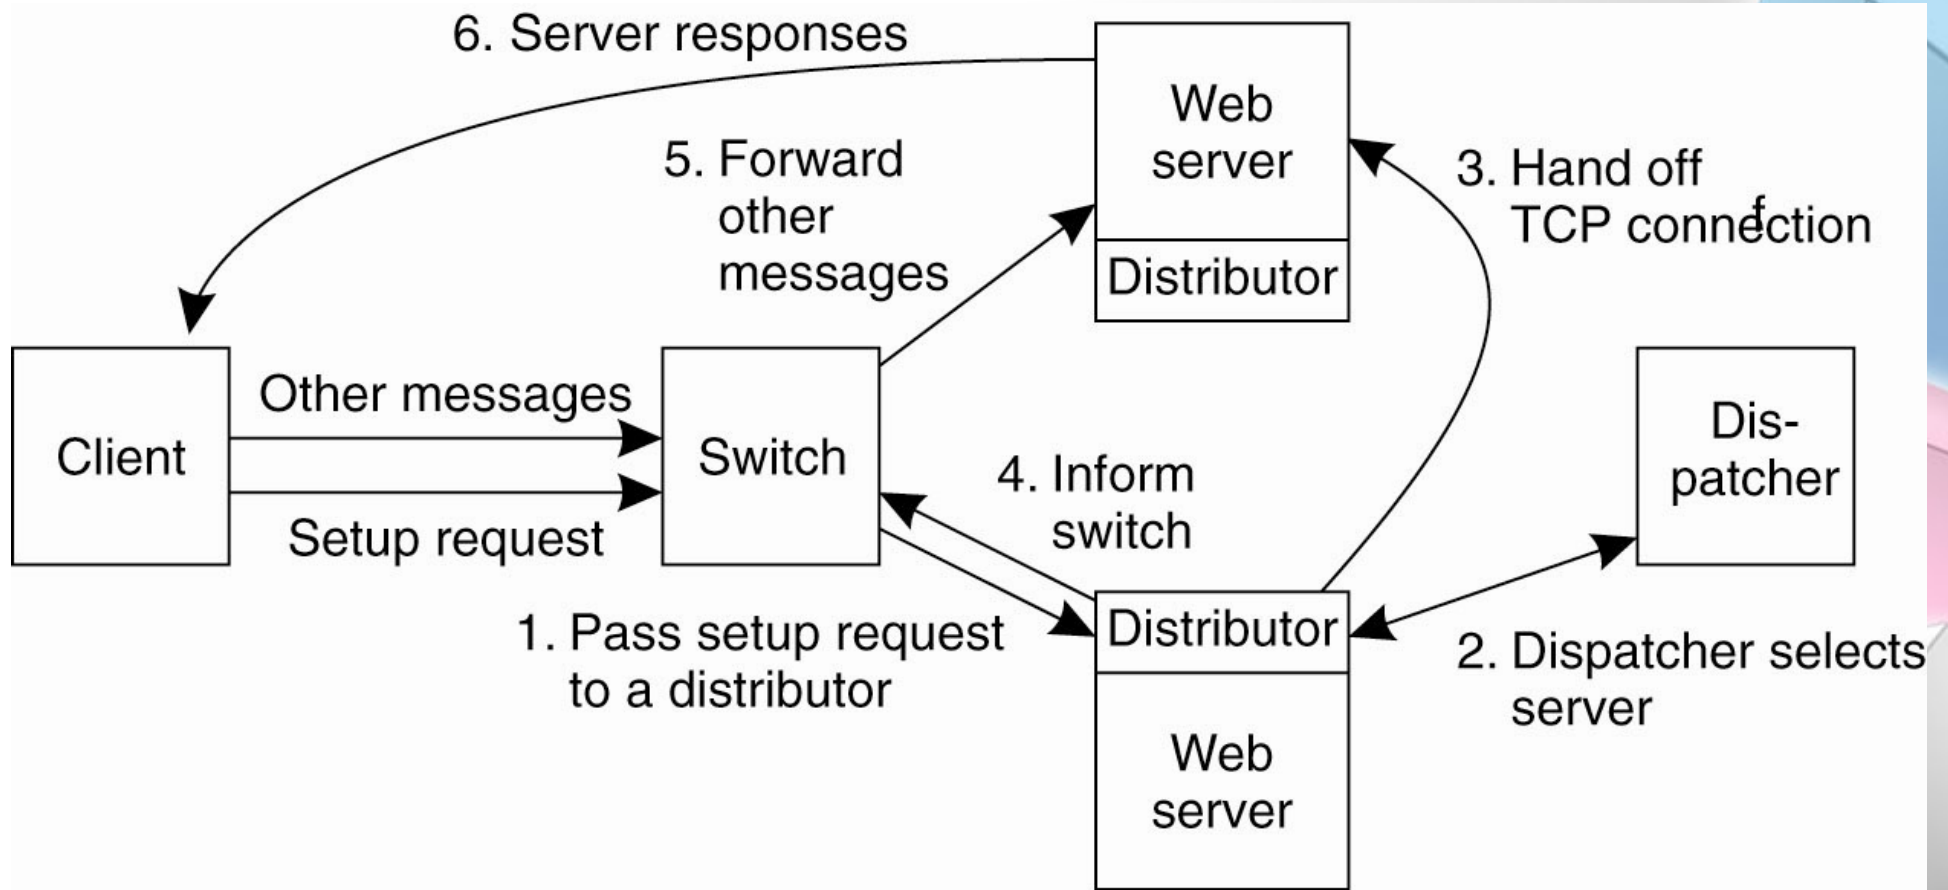 6. Server responses
Web
server
Distributor
5. Forward
other
messages
3. Hand off
TCP connection
f
Client
Other messages
Setup request
Switch
4. Inform
switch
Dis-
patcher
1. Pass setup request
to a distributor
Distributor
Web
server
2. Dispatcher selects
server